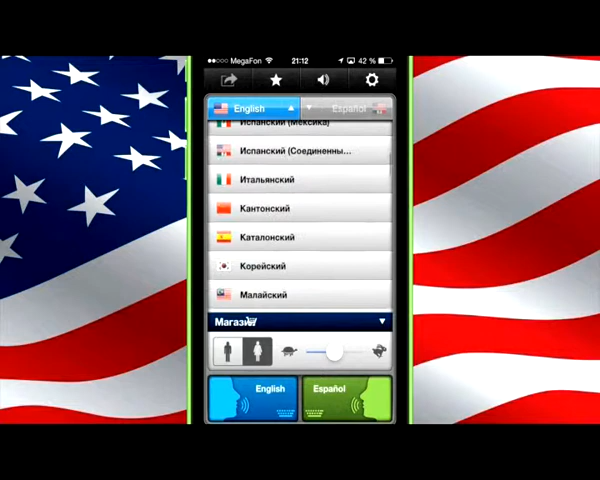 MegaFon 21:12 42 %
English Español
Испанский (Мексика)
Испанский (Соединенны...
Итальянский
Кантонский
Каталонский
Корейский
Малайский
Магазин
English Español